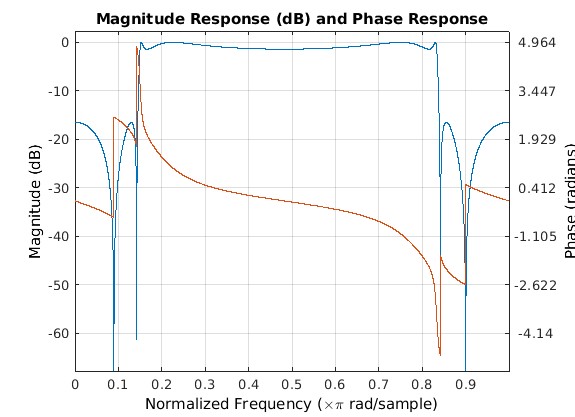 Magnitude Response (dB) and Phase Response
0
-10
-20
-30
-40
-50
-60
Magnitude (dB)
4.964
3.447
1.929
0.412
-1.105
-2.622
-4.14
Phase (radians)
0 0.1 0.2 0.3 0.4 0.5 0.6 0.7 0.8 0.9
Normalized Frequency (×π rad/sample)